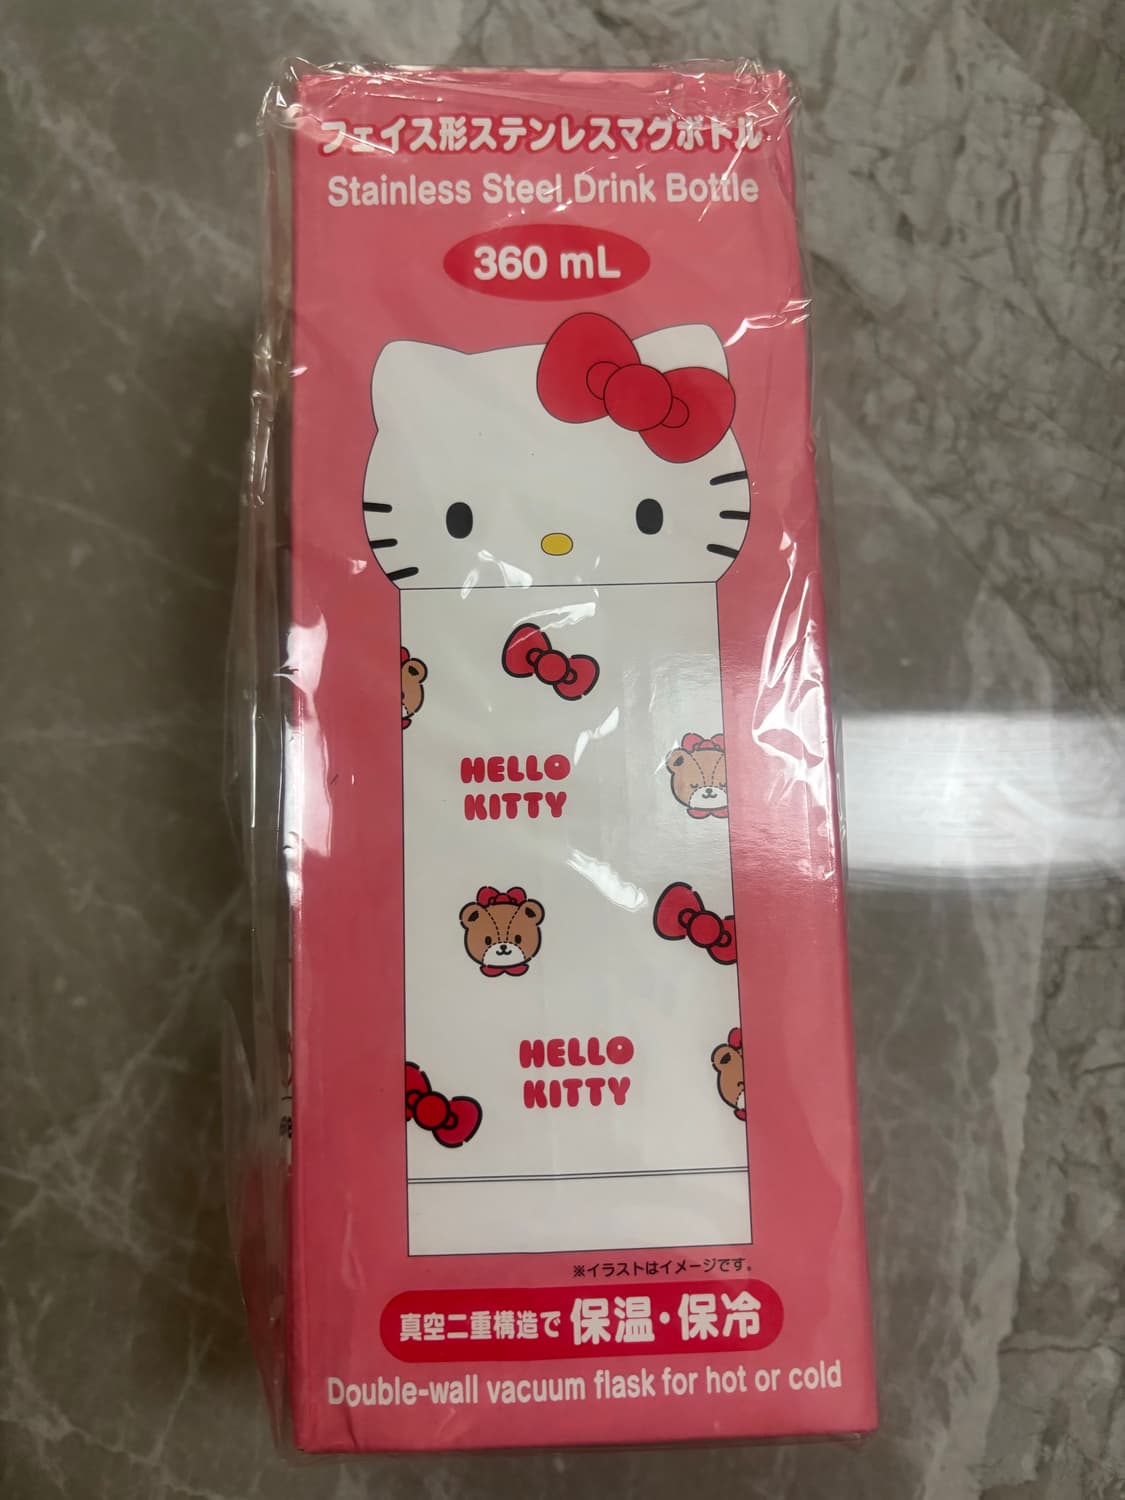 フェイス形ステンレスマグボトル
Stainless Steel Drink Bottle
360 mL
HELLO
KITTY
HELLO
KITTY
※イラストはイメージです。
真空二重構造で 保温・保冷
Double-wall vacuum flask for hot or cold